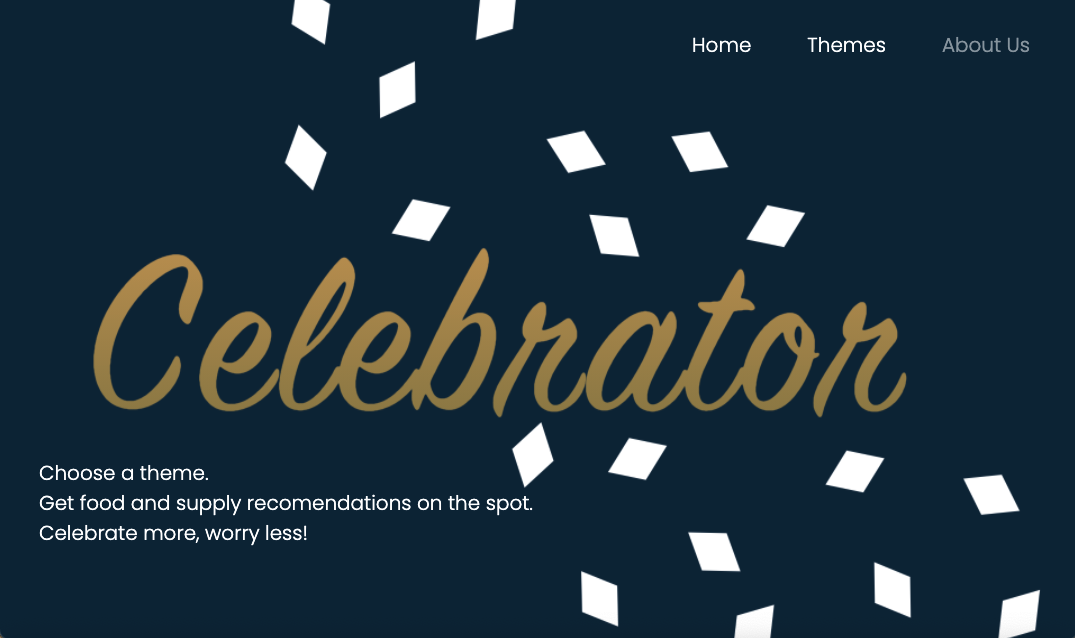 Home Themes About Us
Celebrator
Choose a theme.
Get food and supply recomendations on the spot.
Celebrate more, worry less!